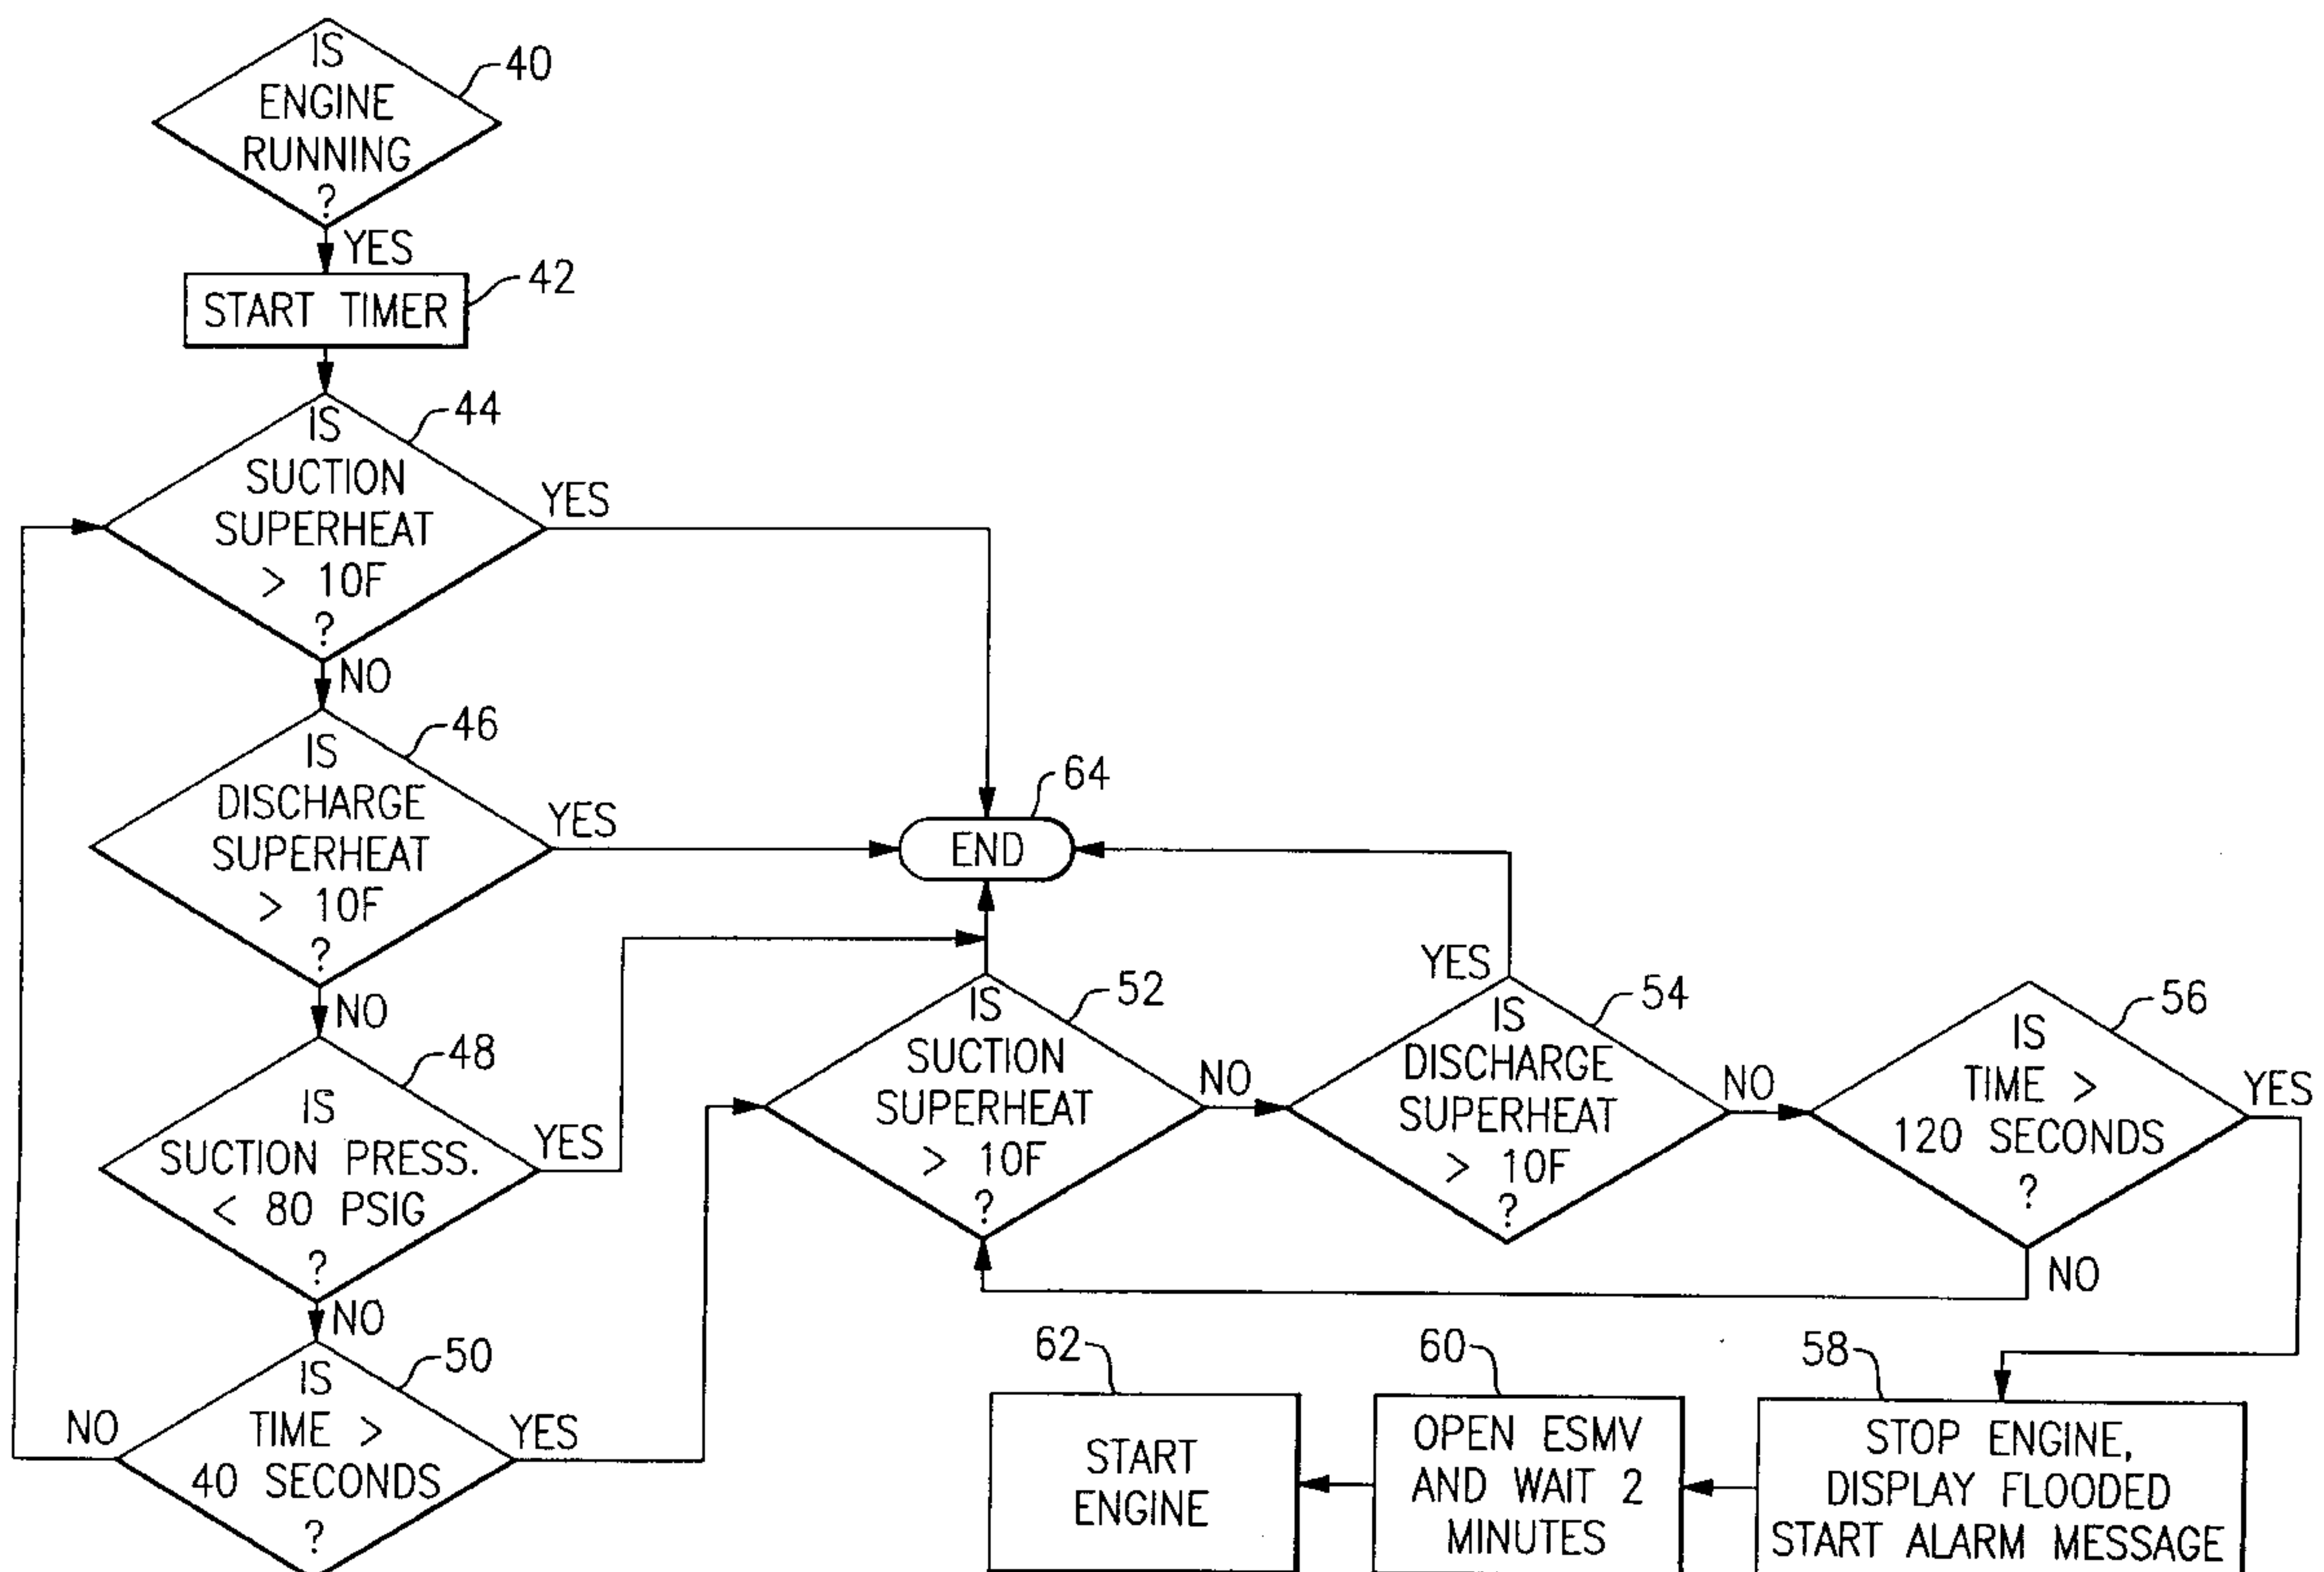 IS
ENGINE
RUNNING
?
40
YES
START TIMER
42
IS
SUCTION
SUPERHEAT
> 10F
?
44
YES
NO
IS
DISCHARGE
SUPERHEAT
> 10F
?
46
YES
NO
IS
SUCTION PRESS.
< 80 PSIG
?
48
YES
NO
IS
TIME >
40 SECONDS
?
50
NO
YES
END
64
IS
SUCTION
SUPERHEAT
> 10F
?
52
NO
IS
DISCHARGE
SUPERHEAT
> 10F
?
54
YES
NO
IS
TIME >
120 SECONDS
?
56
YES
NO
58
STOP ENGINE,
DISPLAY FLOODED
START ALARM MESSAGE
60
OPEN ESMV
AND WAIT 2
MINUTES
62
START
ENGINE